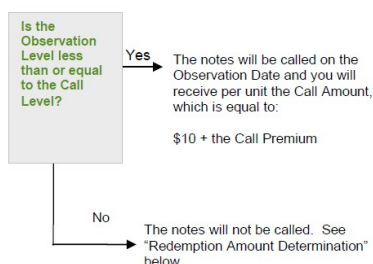 Is the
Observation
Level less
than or equal
to the Call
Level?
Yes
The notes will be called on the
Observation Date and you will
receive per unit the Call Amount,
which is equal to:
$10 + the Call Premium
No
The notes will not be called. See
“Redemption Amount Determination”
below